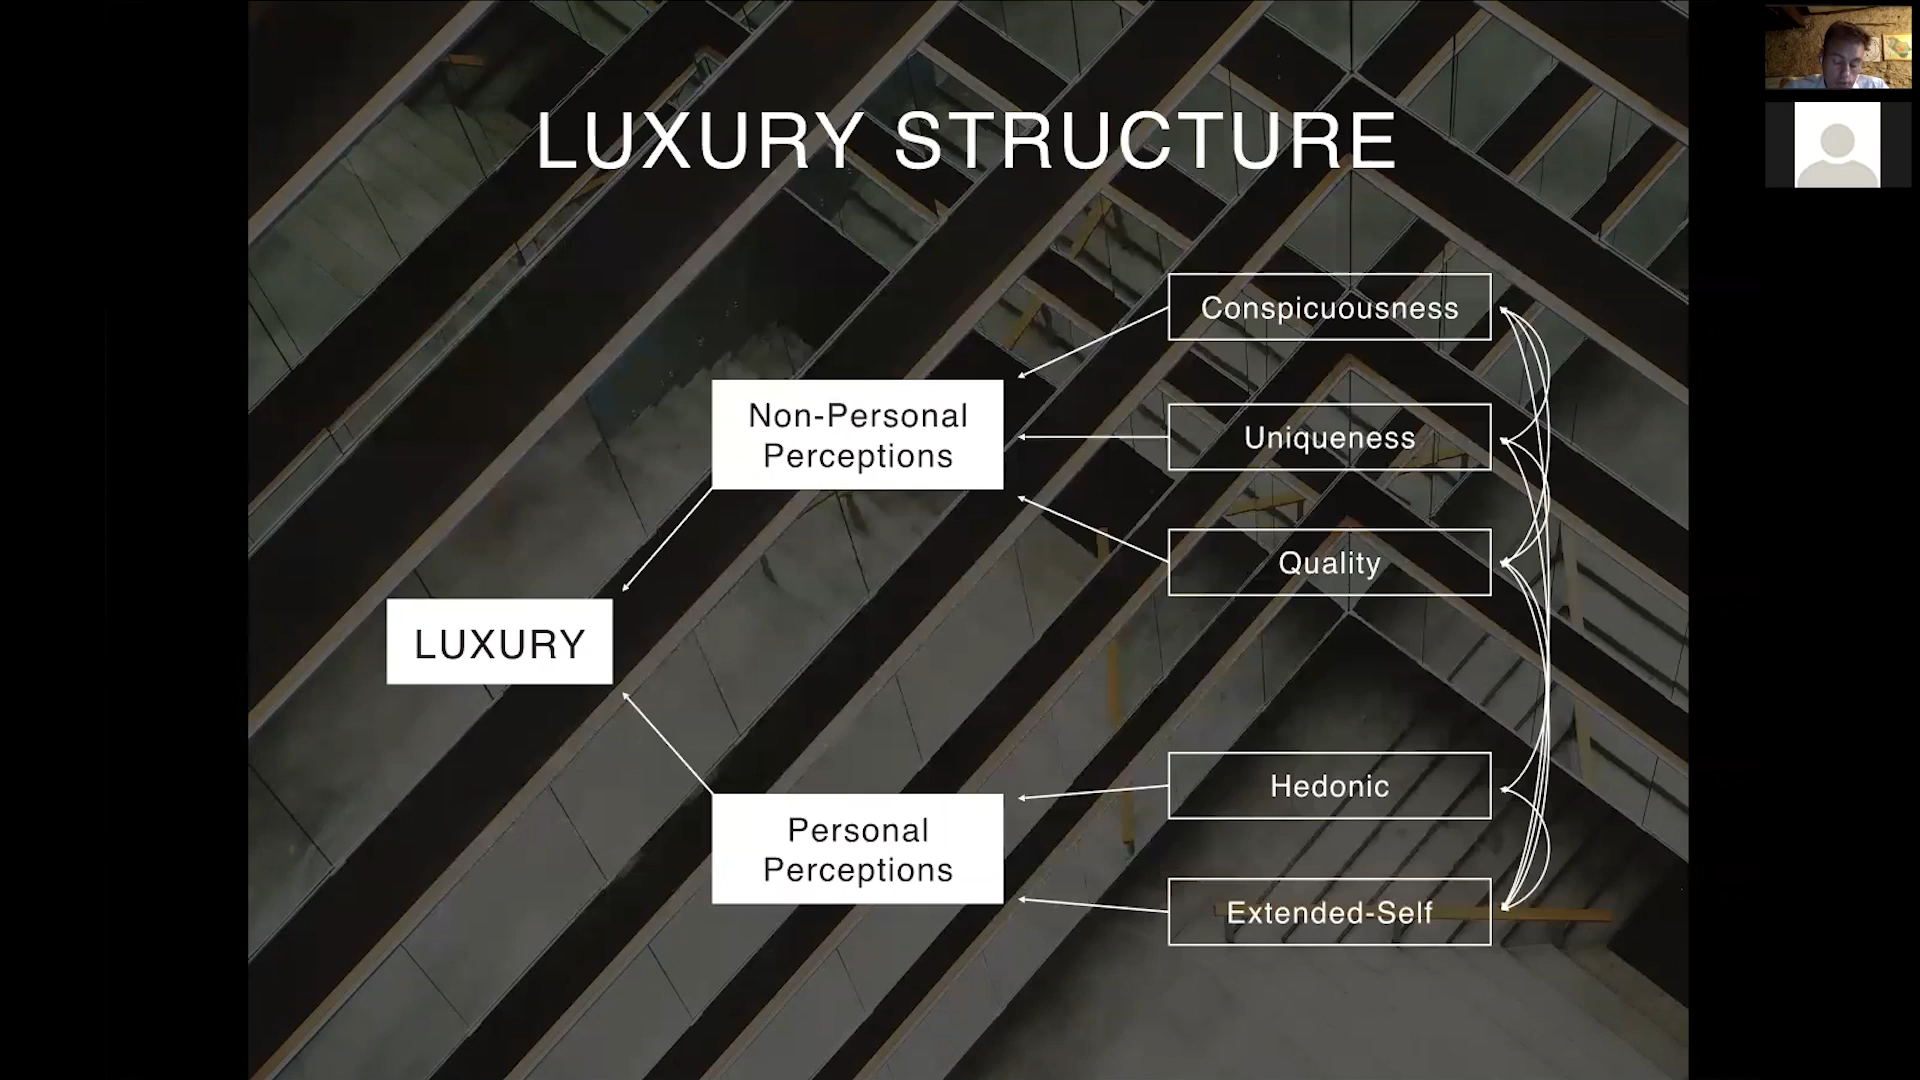 LUXURY STRUCTURE
Conspicuousness
Non-Personal
Perceptions
Uniqueness
Quality
LUXURY
Personal
Perceptions
Hedonic
Extended-Self